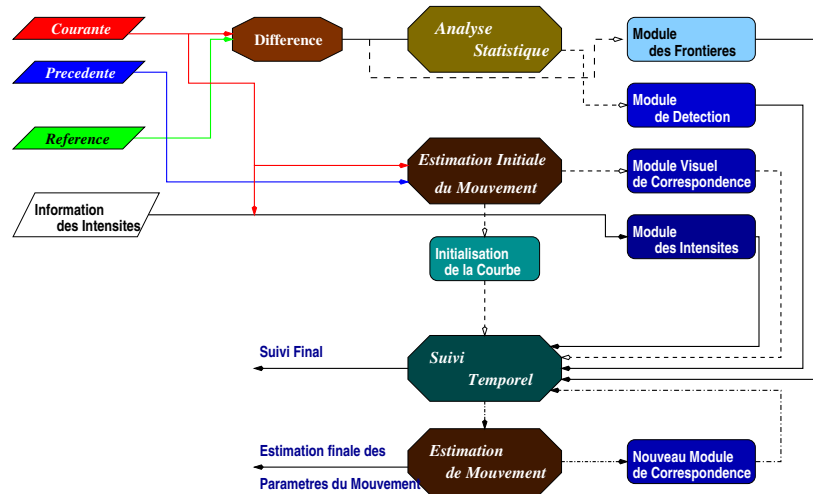 Courante
Difference
Analyse
Statistique
Module
des Frontieres
Precedente
Module
de Detection
Reference
Estimation Initiale
du Mouvement
Module Visuel
de Correspondence
Information
des Intensites
Module
des Intensites
Initialisation
de la Courbe
Suivi Final
Suivi
Temporel
Estimation finale des
Parametres du Mouvement
Estimation
de Mouvement
Nouveau Module
de Correspondence